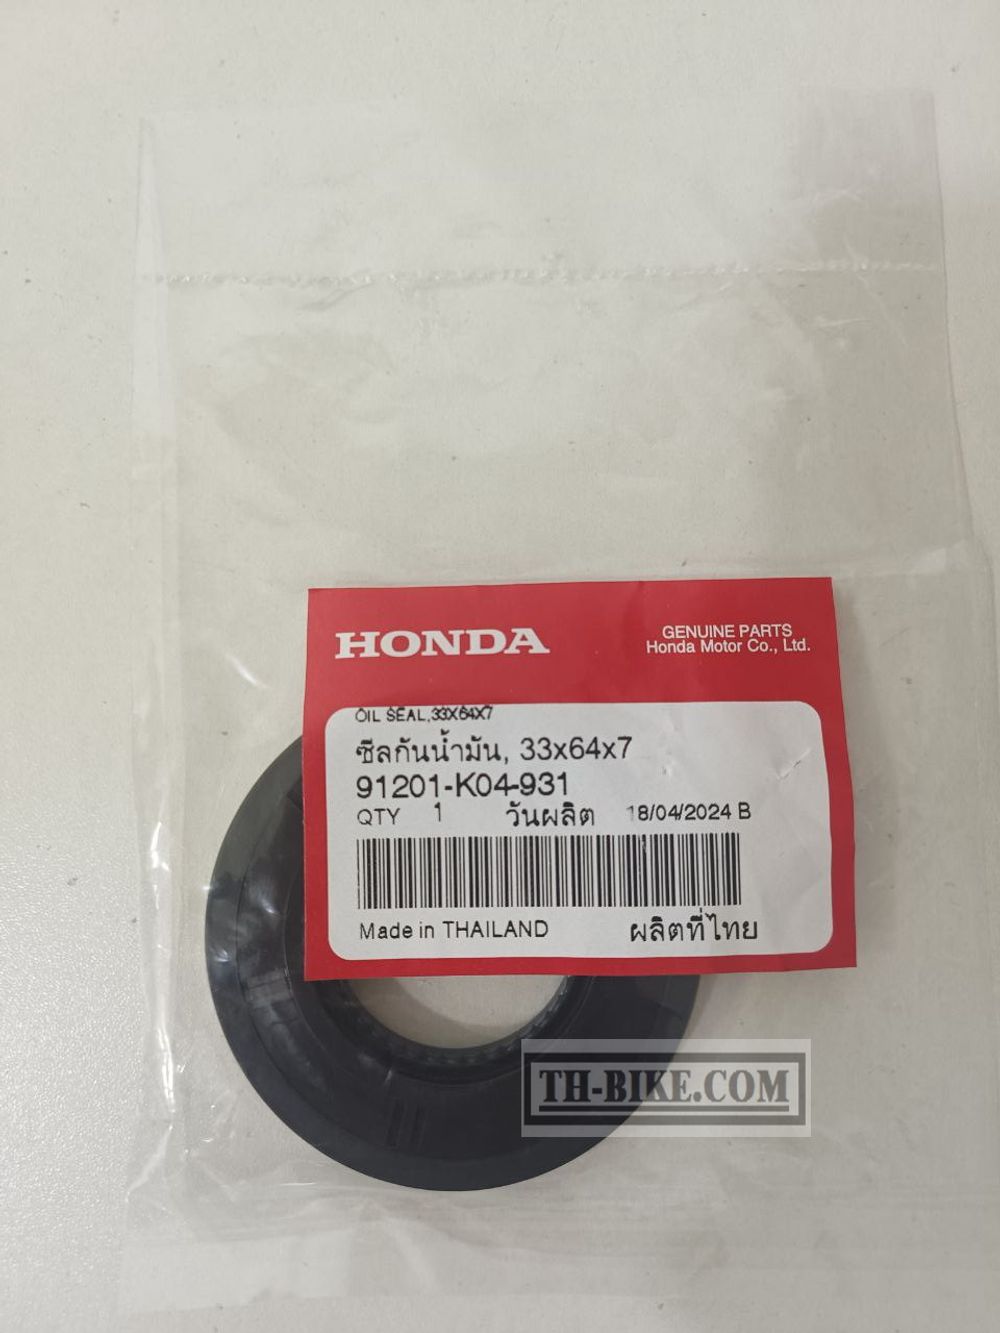 HONDA
GENUINE PARTS
Honda Motor Co., Ltd.
OIL SEAL,33X64X7
ซีลกันน้ำมัน, 33x64x7
91201-K04-931
QTY 1 วันผลิต 18/04/2024 B
Made in THAILAND ผลิตที่ไทย
TH-BIKE.COM